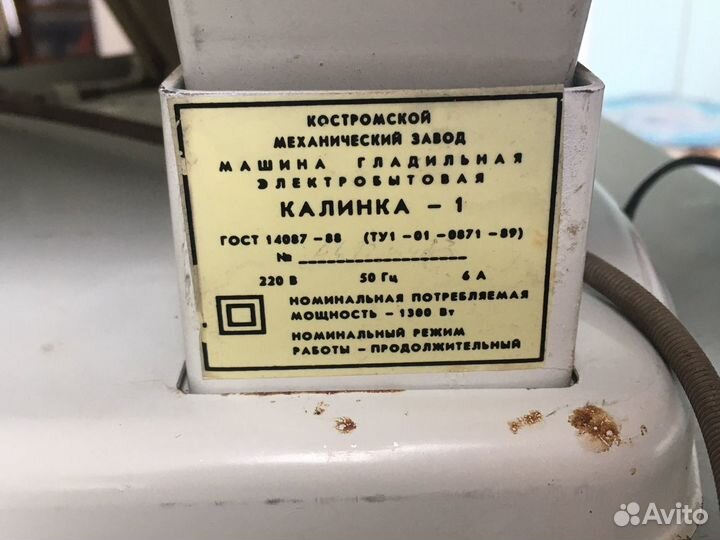 КОСТРОМСКОЙ
МЕХАНИЧЕСКИЙ ЗАВОД
МАШИНА ГЛАДИЛЬНАЯ
ЭЛЕКТРОБЫТОВАЯ
КАЛИНКА – 1
ГОСТ 14087-88 (ТУ1-01-0871-89)
№
220 В 50 Гц 6 А
НОМИНАЛЬНАЯ ПОТРЕБЛЯЕМАЯ
МОЩНОСТЬ – 1300 Вт
НОМИНАЛЬНЫЙ РЕЖИМ
РАБОТЫ – ПРОДОЛЖИТЕЛЬНЫЙ
Avito